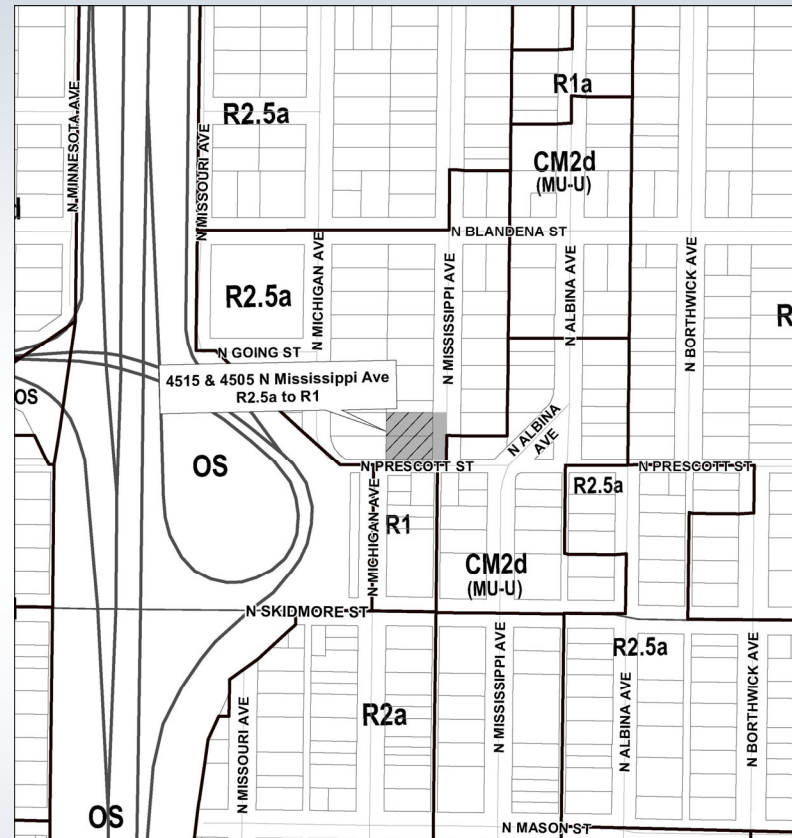 N MINNESOTA AVE
R2.5a
N MISSOURI AVE
R1a
CM2d
(MU-U)
N BLANDENA ST
R2.5a
N MICHIGAN AVE
N MISSISSIPPI AVE
N ALBINA AVE
N BORTHWICK AVE
R
N GOING ST
4515 & 4505 N Mississippi Ave
R2.5a to R1
OS
N ALBINA
AVE
OS
N PRESCOTT ST
N PRESCOTT ST
R2.5a
N MICHIGAN AVE
R1
CM2d
(MU-U)
N SKIDMORE ST
R2.5a
N MISSOURI AVE
R2a
N MISSISSIPPI AVE
N ALBINA AVE
N BORTHWICK AVE
OS
N MASON ST